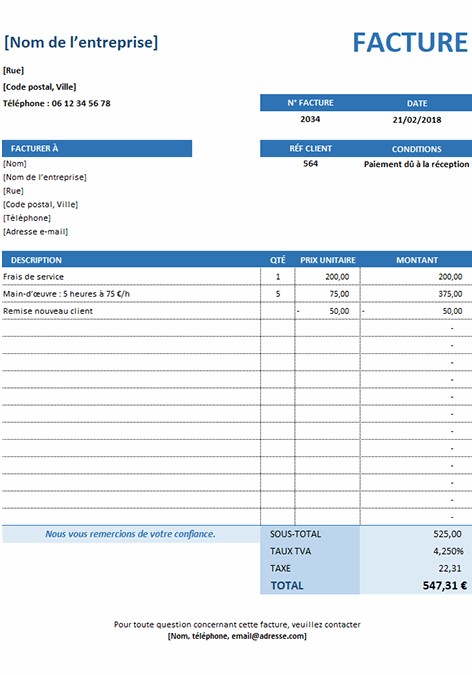 [Nom de l’entreprise]
FACTURE
[Rue]
[Code postal, Ville]
Téléphone : 06 12 34 56 78
N° FACTURE DATE
2034 21/02/2018
FACTURER À RÉF CLIENT CONDITIONS
[Nom] 564 Paiement dû à la réception
[Nom de l’entreprise]
[Rue]
[Code postal, Ville]
[Téléphone]
[Adresse e-mail]
DESCRIPTION QTÉ PRIX UNITAIRE MONTANT
Frais de service 1 200,00 200,00
Main-d’œuvre : 5 heures à 75 €/h 5 75,00 375,00
Remise nouveau client - 50,00 - 50,00
-
-
-
-
-
-
-
-
-
-
-
-
Nous vous remercions de votre confiance. SOUS-TOTAL 525,00
TAUX TVA 4,250%
TAXE 22,31
TOTAL 547,31 €
Pour toute question concernant cette facture, veuillez contacter
[Nom, téléphone, email@adresse.com]